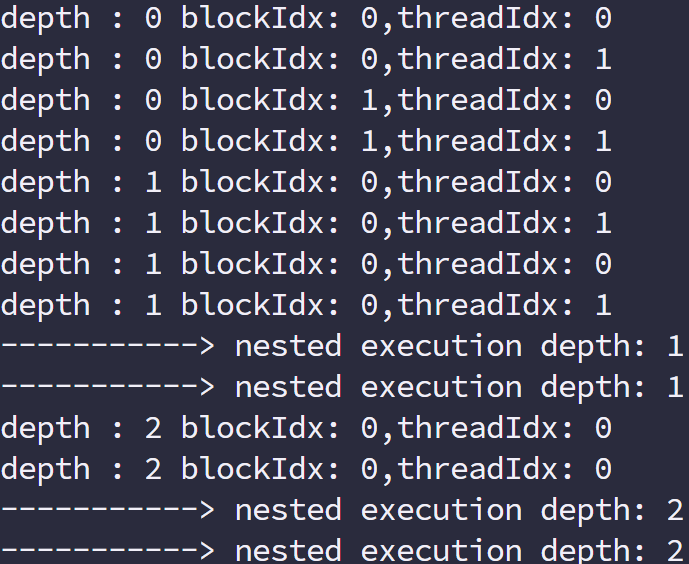 depth : 0 blockIdx: 0,threadIdx: 0
depth : 0 blockIdx: 0,threadIdx: 1
depth : 0 blockIdx: 1,threadIdx: 0
depth : 0 blockIdx: 1,threadIdx: 1
depth : 1 blockIdx: 0,threadIdx: 0
depth : 1 blockIdx: 0,threadIdx: 1
depth : 1 blockIdx: 0,threadIdx: 0
depth : 1 blockIdx: 0,threadIdx: 1
-----------> nested execution depth: 1
-----------> nested execution depth: 1
depth : 2 blockIdx: 0,threadIdx: 0
depth : 2 blockIdx: 0,threadIdx: 0
-----------> nested execution depth: 2
-----------> nested execution depth: 2